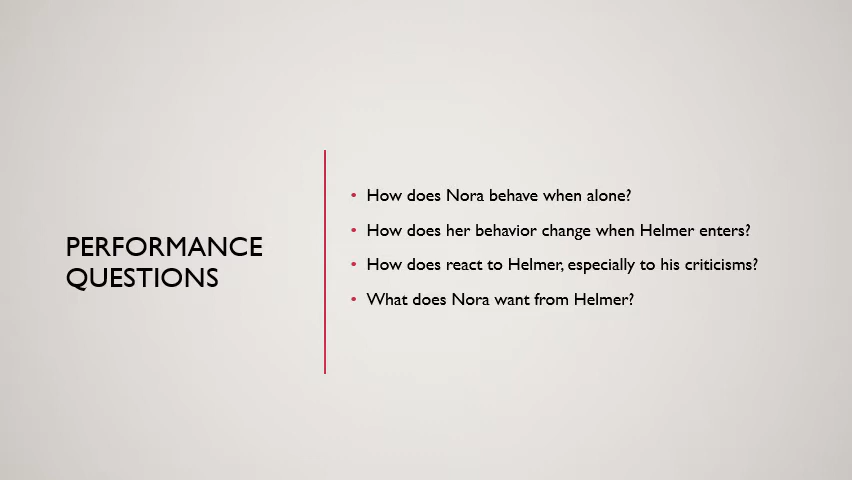 PERFORMANCE
QUESTIONS
• How does Nora behave when alone?
• How does her behavior change when Helmer enters?
• How does react to Helmer, especially to his criticisms?
• What does Nora want from Helmer?